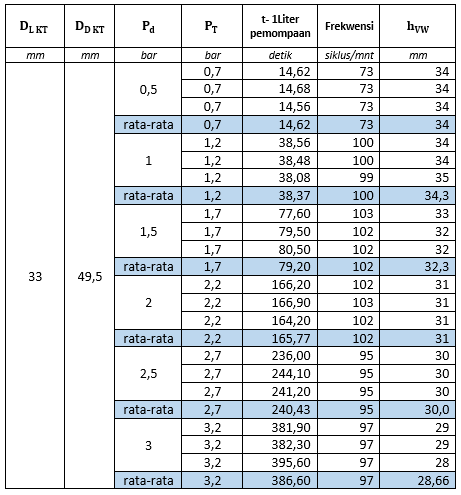 D_L KT D_D KT P_d P_T t- 1Liter pemompaan Frekwensi h_VW
mm mm bar bar detik siklus/mnt mm
33 49,5 0,5 0,7 14,62 73 34
0,7 14,68 73 34
0,7 14,56 73 34
rata-rata 0,7 14,62 73 34
1 1,2 38,56 100 34
1,2 38,48 100 34
1,2 38,08 99 35
rata-rata 1,2 38,37 100 34,3
1,5 1,7 77,60 103 33
1,7 79,50 102 32
1,7 80,50 102 32
rata-rata 1,7 79,20 102 32,3
2 2,2 166,20 102 31
2,2 166,90 103 31
2,2 164,20 102 31
rata-rata 2,2 165,77 102 31
2,5 2,7 236,00 95 30
2,7 244,10 95 30
2,7 241,20 95 30
rata-rata 2,7 240,43 95 30,0
3 3,2 381,90 97 29
3,2 382,30 97 29
3,2 395,60 97 28
rata-rata 3,2 386,60 97 28,66